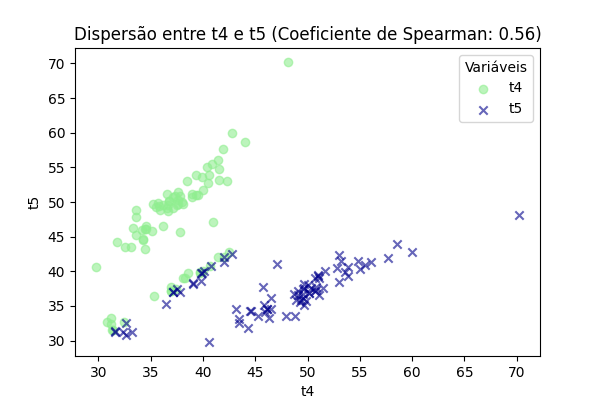 Dispersão entre t4 e t5 (Coeficiente de Spearman: 0.56)
Variáveis
t4
t5
t5
70
65
60
55
50
45
40
35
30
30 35 40 45 50 55 60 65 70
t4